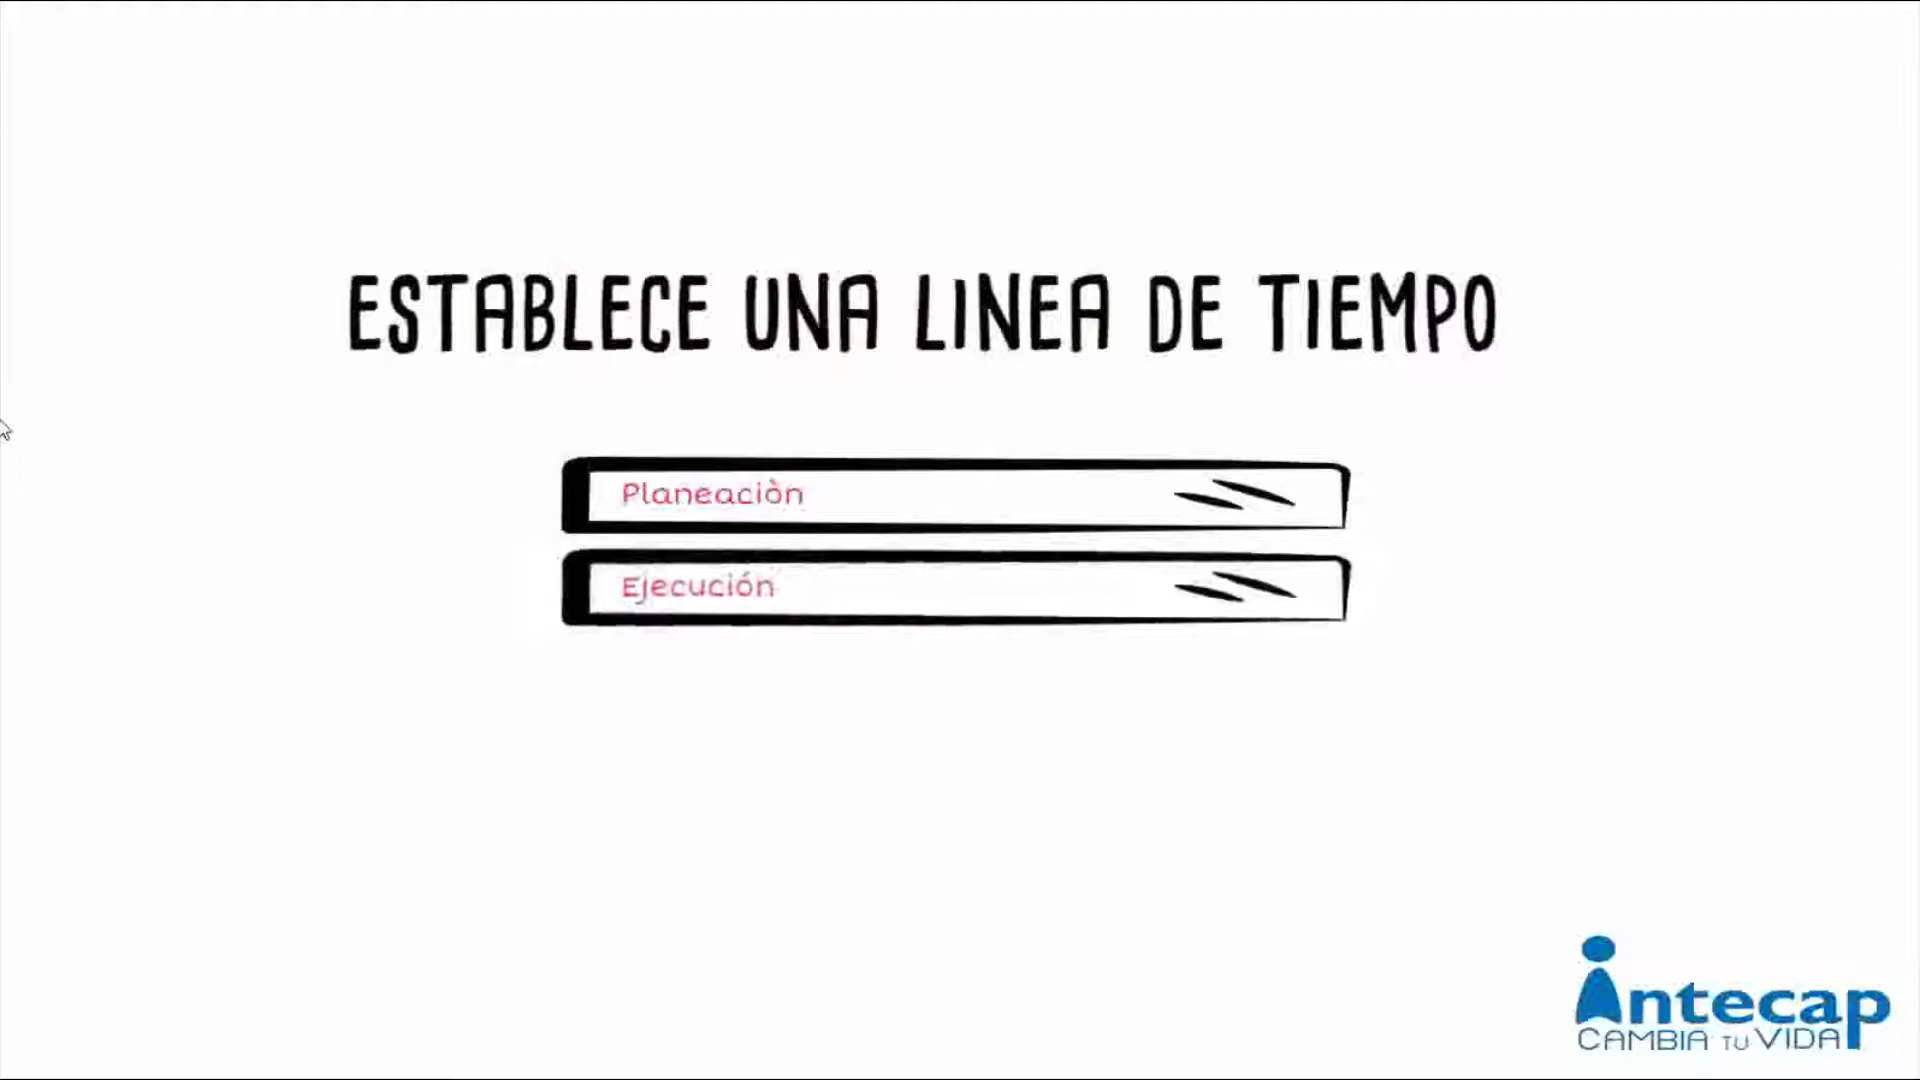 ESTABLECE UNA LINEA DE TIEMPO
Planeaciòn
Ejecución
intecap
CAMBIA TU VIDA